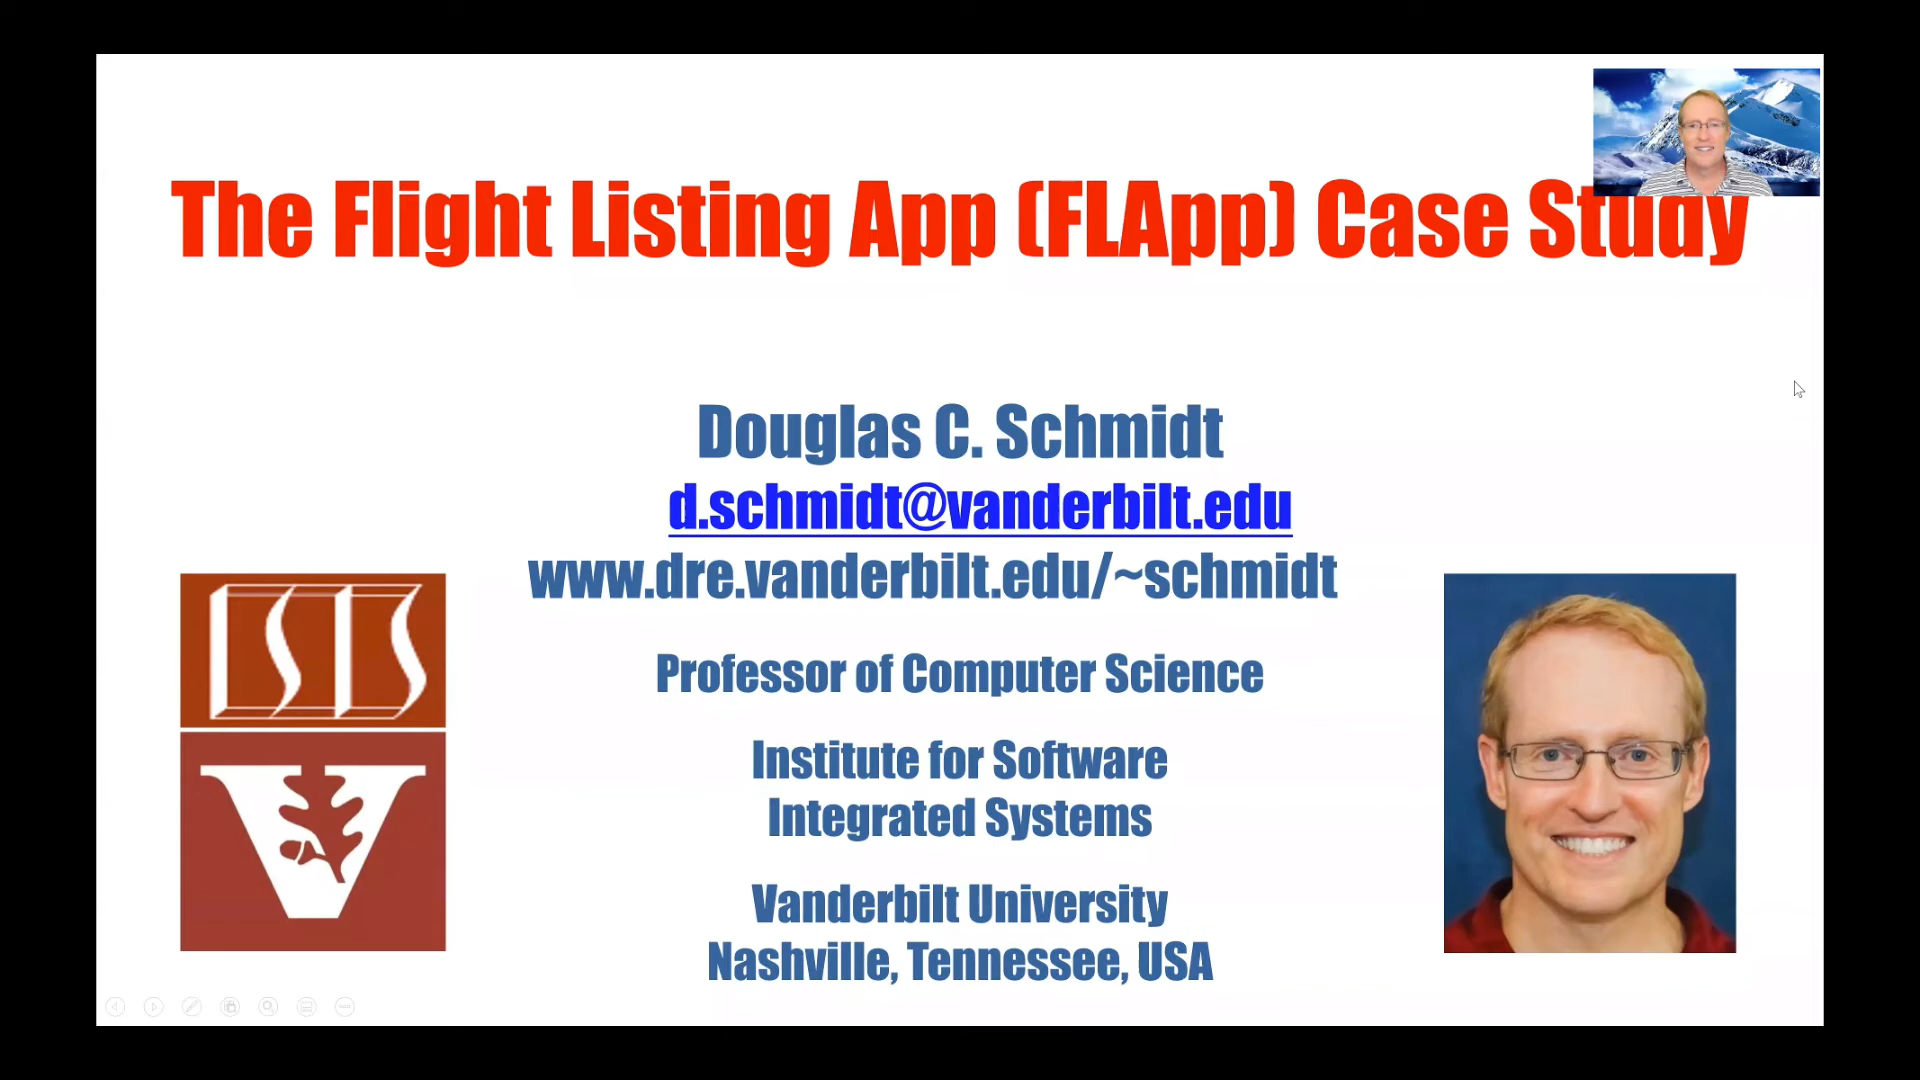 The Flight Listing App (FLApp) Case Study
Douglas C. Schmidt
d.schmidt@vanderbilt.edu
www.dre.vanderbilt.edu/~schmidt
Professor of Computer Science
Institute for Software
Integrated Systems
Vanderbilt University
Nashville, Tennessee, USA
ISIS
V